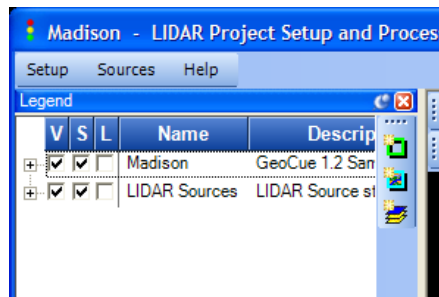 Madison - LIDAR Project Setup and Proces
Setup Sources Help
Legend
V S L Name Descrip
Madison GeoCue 1.2 Sam
LIDAR Sources LIDAR Source st